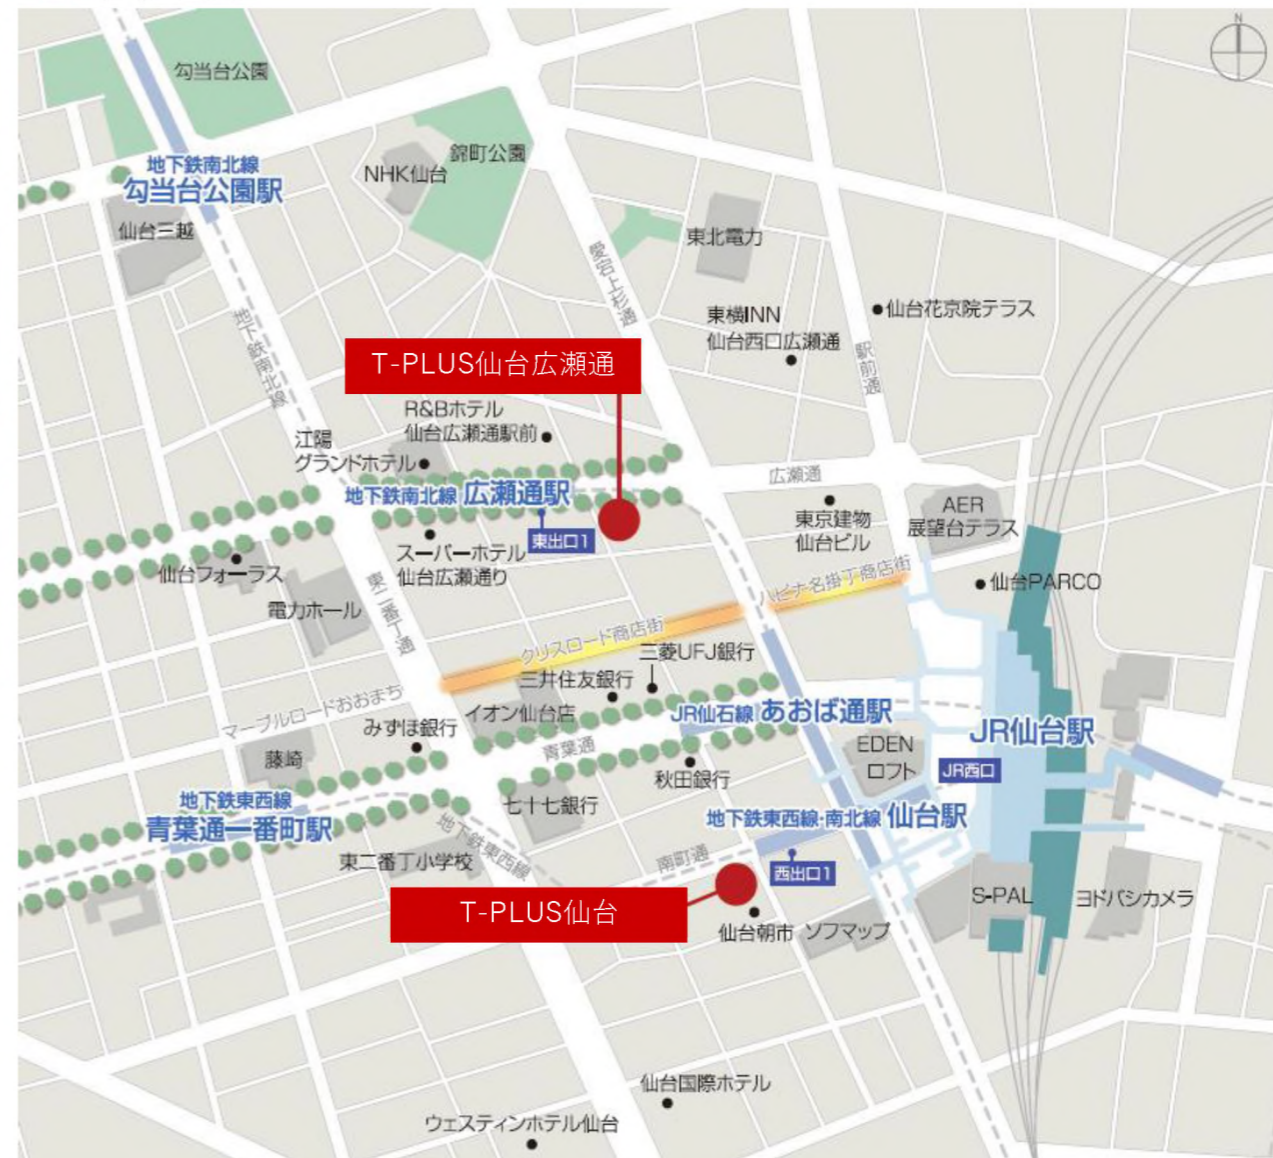 N
勾当台公園
地下鉄南北線
勾当台公園駅
仙台三越
NHK仙台
錦町公園
東北電力
愛宕上杉通
東横INN
仙台西口広瀬通
仙台花京院テラス
駅前通
地下鉄南北線
T-PLUS仙台広瀬通
R&Bホテル
仙台広瀬通駅前
江陽
グランドホテル
地下鉄南北線 広瀬通駅
東出口1
広瀬通
東京建物
仙台ビル
AER
展望台テラス
スーパーホテル
仙台広瀬通り
仙台フォーラス
電力ホール
東二番丁通
ハピナ名掛丁商店街
仙台PARCO
クリスロード商店街
三菱UFJ銀行
三井住友銀行
マーブルロードおおまち
イオン仙台店
みずほ銀行
JR仙石線 あおば通駅
青葉通
EDEN
ロフト
JR仙台駅
JR西口
藤崎
秋田銀行
地下鉄東西線
青葉通一番町駅
七十七銀行
地下鉄東西線・南北線 仙台駅
地下鉄東西線
東二番丁小学校
南町通
西出口1
T-PLUS仙台
仙台朝市
ソフマップ
S-PAL
ヨドバシカメラ
仙台国際ホテル
ウェスティンホテル仙台